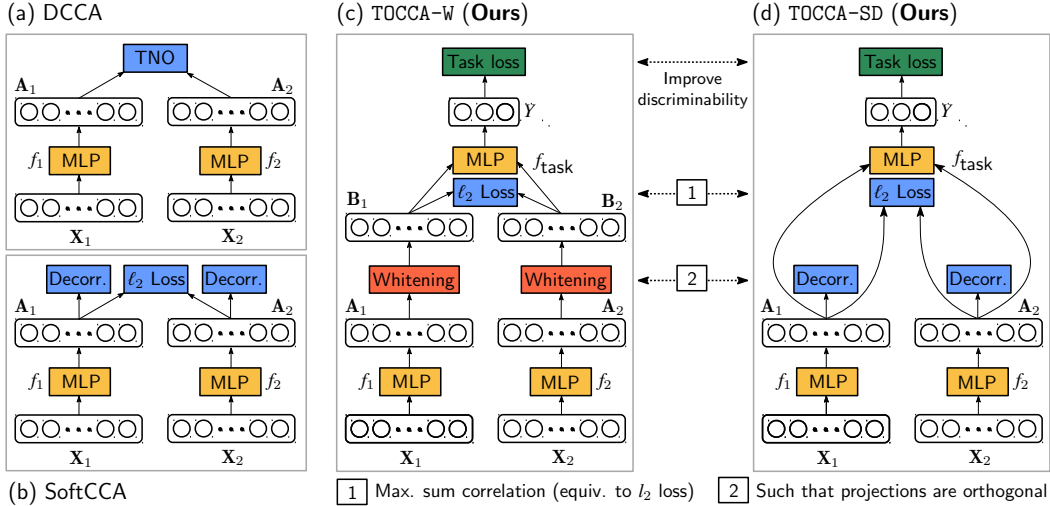 (a) DCCA
TNO
A₁
A₂
f₁
MLP
MLP
f₂
X₁
X₂
Decorr.
ℓ₂ Loss
Decorr.
A₁
A₂
f₁
MLP
MLP
f₂
X₁
X₂
(b) SoftCCA
(c) TOCCA-W (Ours)
Task loss
Ŷ
MLP
f_task
ℓ₂ Loss
B₁
B₂
Whitening
Whitening
A₁
A₂
f₁
MLP
MLP
f₂
X₁
X₂
Improve
discriminability
1
2
(d) TOCCA-SD (Ours)
Task loss
Ŷ
MLP
f_task
ℓ₂ Loss
Decorr.
Decorr.
A₁
A₂
f₁
MLP
MLP
f₂
X₁
X₂
1 Max. sum correlation (equiv. to l₂ loss)
2 Such that projections are orthogonal